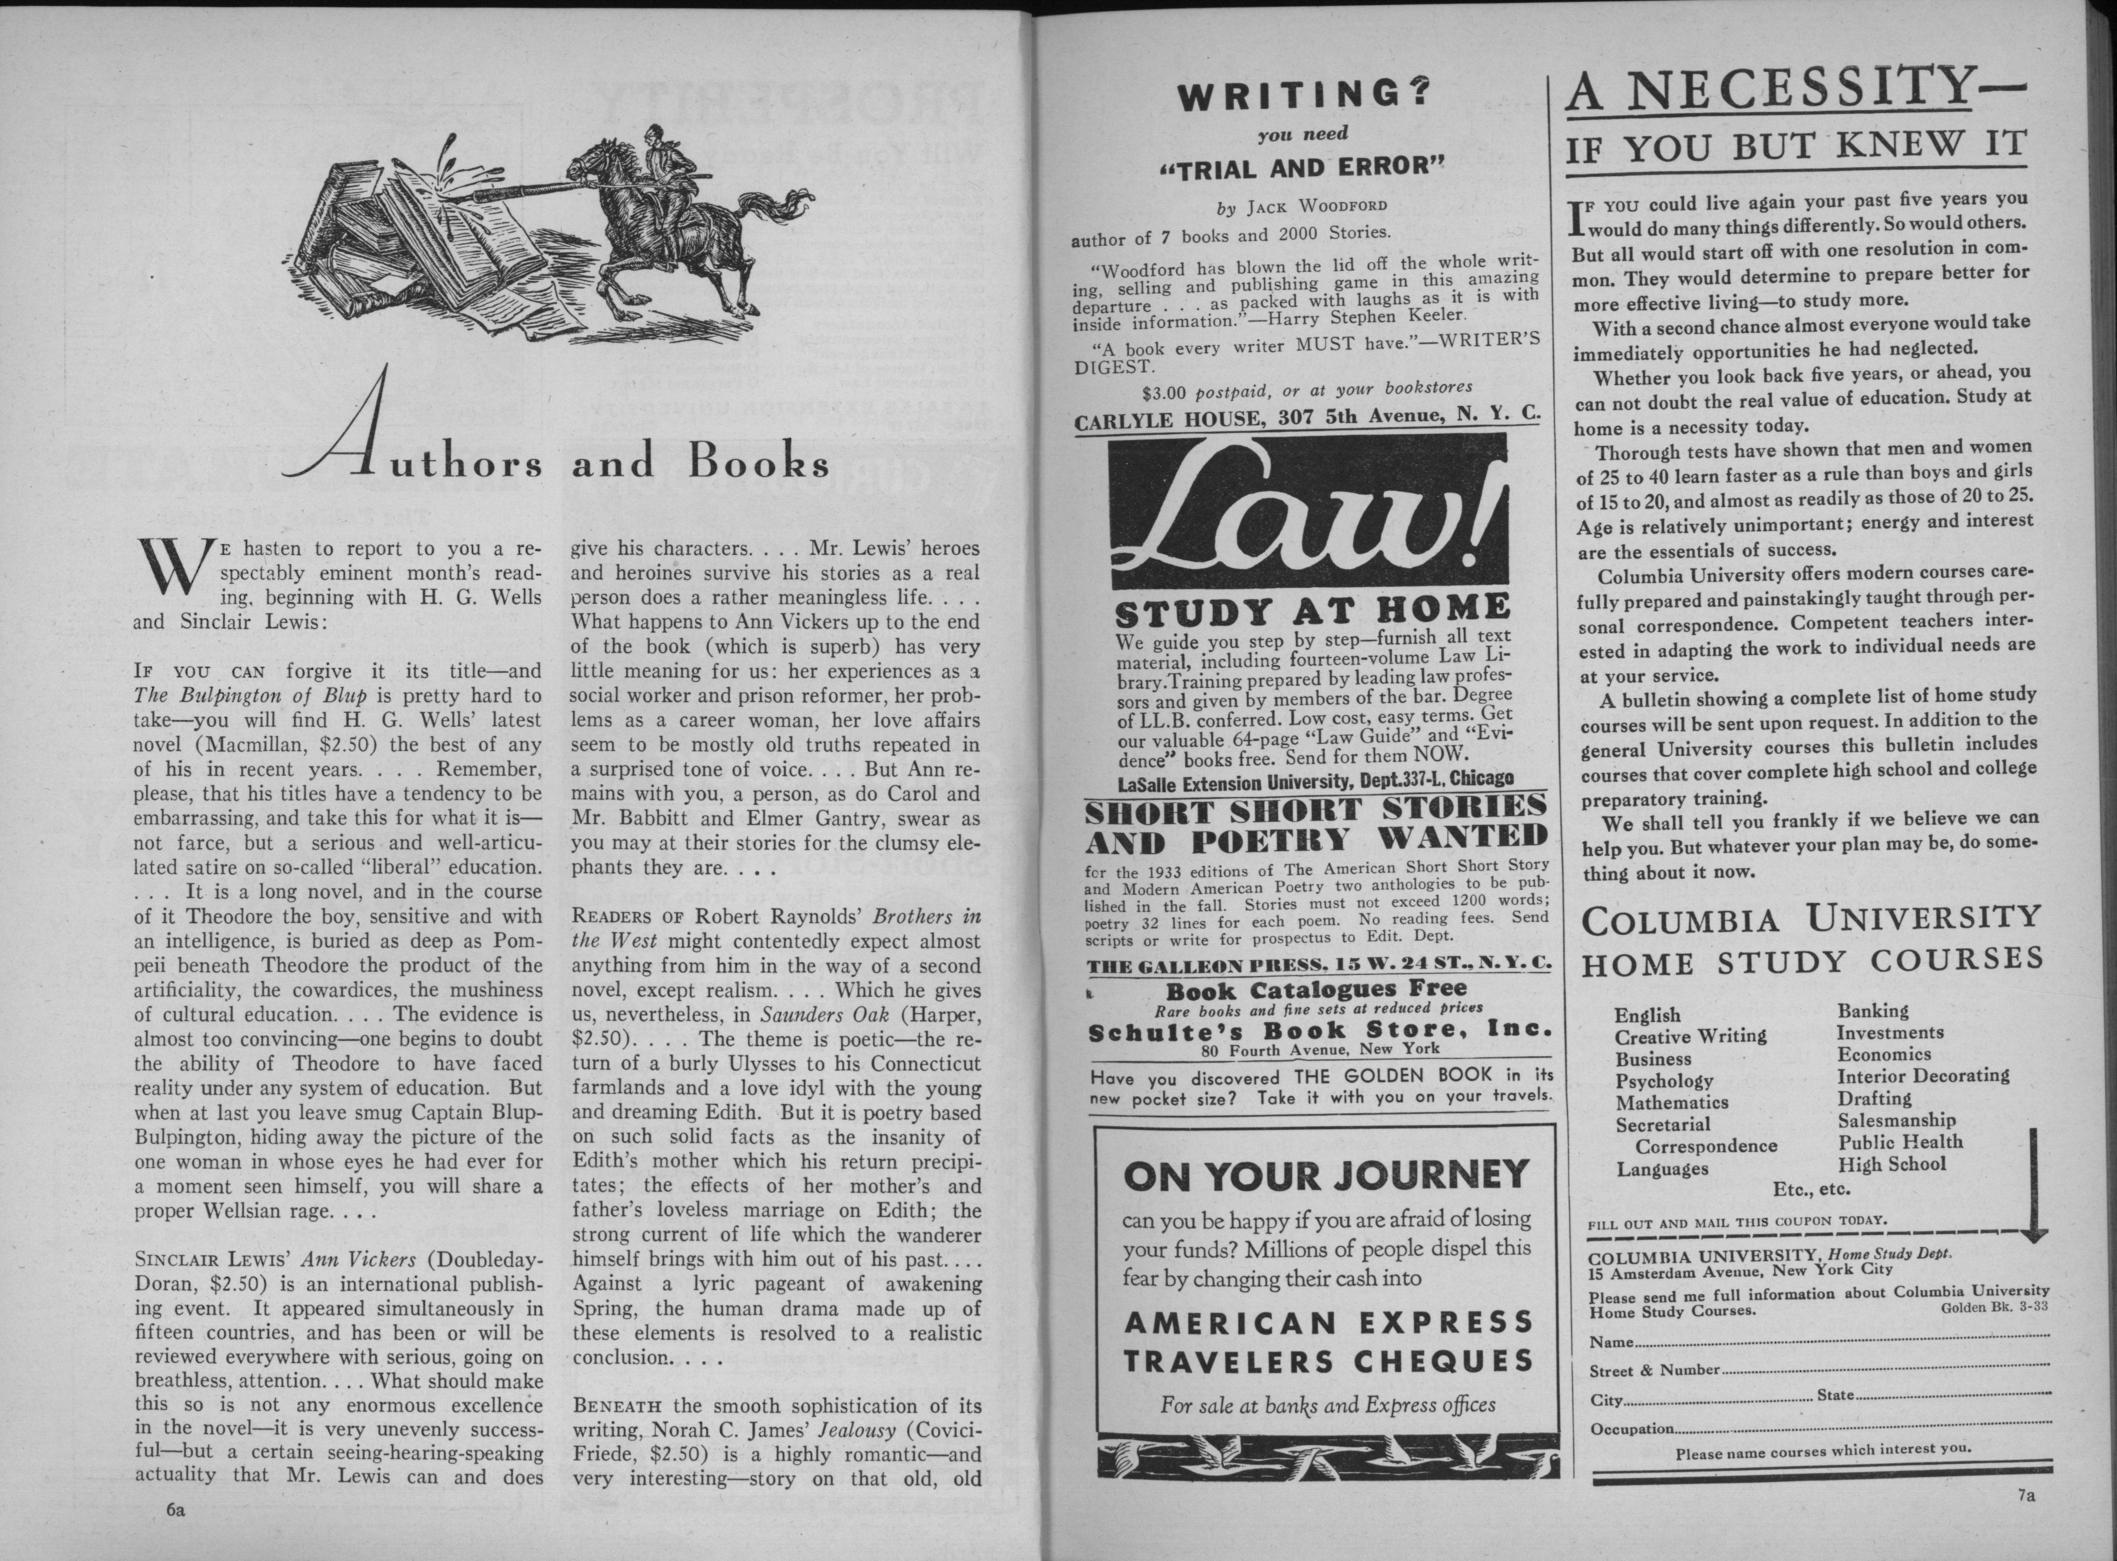 Authors and Books
WE hasten to report to you a re-
spectably eminent month's read-
ing, beginning with H. G. Wells
and Sinclair Lewis:
IF YOU CAN forgive it its title—and
The Bulpington of Blup is pretty hard to
take—you will find H. G. Wells' latest
novel (Macmillan, $2.50) the best of any
of his in recent years. . . . Remember,
please, that his titles have a tendency to be
embarrassing, and take this for what it is—
not farce, but a serious and well-articu-
lated satire on so-called "liberal" education.
. . . It is a long novel, and in the course
of it Theodore the boy, sensitive and with
an intelligence, is buried as deep as Pom-
peii beneath Theodore the product of the
artificiality, the cowardices, the mushiness
of cultural education. . . . The evidence is
almost too convincing—one begins to doubt
the ability of Theodore to have faced
reality under any system of education. But
when at last you leave smug Captain Blup-
Bulpington, hiding away the picture of the
one woman in whose eyes he had ever for
a moment seen himself, you will share a
proper Wellsian rage. . . .
SINCLAIR LEWIS' Ann Vickers (Doubleday-
Doran, $2.50) is an international publish-
ing event. It appeared simultaneously in
fifteen countries, and has been or will be
reviewed everywhere with serious, going on
breathless, attention. . . . What should make
this so is not any enormous excellence
in the novel—it is very unevenly success-
ful—but a certain seeing-hearing-speaking
actuality that Mr. Lewis can and does
6a
give his characters. . . . Mr. Lewis' heroes
and heroines survive his stories as a real
person does a rather meaningless life. . . .
What happens to Ann Vickers up to the end
of the book (which is superb) has very
little meaning for us: her experiences as a
social worker and prison reformer, her prob-
lems as a career woman, her love affairs
seem to be mostly old truths repeated in
a surprised tone of voice. . . . But Ann re-
mains with you, a person, as do Carol and
Mr. Babbitt and Elmer Gantry, swear as
you may at their stories for the clumsy ele-
phants they are. . . .
READERS OF Robert Raynolds' Brothers in
the West might contentedly expect almost
anything from him in the way of a second
novel, except realism. . . . Which he gives
us, nevertheless, in Saunders Oak (Harper,
$2.50). . . . The theme is poetic—the re-
turn of a burly Ulysses to his Connecticut
farmlands and a love idyl with the young
and dreaming Edith. But it is poetry based
on such solid facts as the insanity of
Edith's mother which his return precipi-
tates; the effects of her mother's and
father's loveless marriage on Edith; the
strong current of life which the wanderer
himself brings with him out of his past. . . .
Against a lyric pageant of awakening
Spring, the human drama made up of
these elements is resolved to a realistic
conclusion. . . .
BENEATH the smooth sophistication of its
writing, Norah C. James' Jealousy (Covici-
Friede, $2.50) is a highly romantic—and
very interesting—story on that old, old
WRITING?
you need
"TRIAL AND ERROR"
by JACK WOODFORD
author of 7 books and 2000 Stories.
"Woodford has blown the lid off the whole writ-
ing, selling and publishing game in this amazing
departure . . . as packed with laughs as it is with
inside information."—Harry Stephen Keeler.
"A book every writer MUST have."—WRITER'S
DIGEST.
$3.00 postpaid, or at your bookstores
CARLYLE HOUSE, 307 5th Avenue, N. Y. C.
Law!
STUDY AT HOME
We guide you step by step—furnish all text
material, including fourteen-volume Law Li-
brary. Training prepared by leading law profes-
sors and given by members of the bar. Degree
of LL.B. conferred. Low cost, easy terms. Get
our valuable 64-page "Law Guide" and "Evi-
dence" books free. Send for them NOW.
LaSalle Extension University, Dept. 337-L, Chicago
SHORT SHORT STORIES
AND POETRY WANTED
for the 1933 editions of The American Short Short Story
and Modern American Poetry two anthologies to be pub-
lished in the fall. Stories must not exceed 1200 words;
poetry 32 lines for each poem. No reading fees. Send
scripts or write for prospectus to Edit. Dept.
THE GALLEON PRESS, 15 W. 24 ST., N. Y. C.
Book Catalogues Free
Rare books and fine sets at reduced prices
Schulte's Book Store, Inc.
80 Fourth Avenue, New York
Have you discovered THE GOLDEN BOOK in its
new pocket size? Take it with you on your travels.
ON YOUR JOURNEY
can you be happy if you are afraid of losing
your funds? Millions of people dispel this
fear by changing their cash into
AMERICAN EXPRESS
TRAVELERS CHEQUES
For sale at banks and Express offices
A NECESSITY—
IF YOU BUT KNEW IT
IF YOU could live again your past five years you
would do many things differently. So would others.
But all would start off with one resolution in com-
mon. They would determine to prepare better for
more effective living—to study more.
With a second chance almost everyone would take
immediately opportunities he had neglected.
Whether you look back five years, or ahead, you
can not doubt the real value of education. Study at
home is a necessity today.
Thorough tests have shown that men and women
of 25 to 40 learn faster as a rule than boys and girls
of 15 to 20, and almost as readily as those of 20 to 25.
Age is relatively unimportant; energy and interest
are the essentials of success.
Columbia University offers modern courses care-
fully prepared and painstakingly taught through per-
sonal correspondence. Competent teachers inter-
ested in adapting the work to individual needs are
at your service.
A bulletin showing a complete list of home study
courses will be sent upon request. In addition to the
general University courses this bulletin includes
courses that cover complete high school and college
preparatory training.
We shall tell you frankly if we believe we can
help you. But whatever your plan may be, do some-
thing about it now.
COLUMBIA UNIVERSITY
HOME STUDY COURSES
English
Creative Writing
Business
Psychology
Mathematics
Secretarial
Correspondence
Languages
Banking
Investments
Economics
Interior Decorating
Drafting
Salesmanship
Public Health
High School
Etc., etc.
FILL OUT AND MAIL THIS COUPON TODAY.
COLUMBIA UNIVERSITY, Home Study Dept.
15 Amsterdam Avenue, New York City
Please send me full information about Columbia University
Home Study Courses. Golden Bk. 3-33
Name
Street & Number
City State
Occupation
Please name courses which interest you.
7a